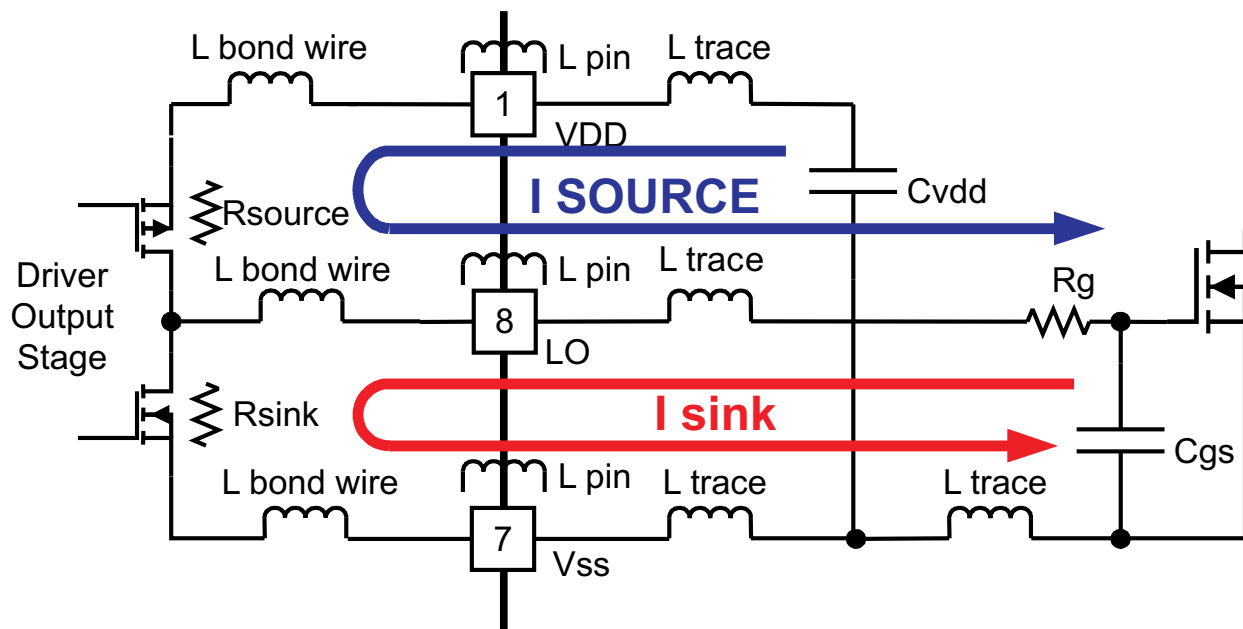 L bond wire
L pin
L trace
1
VDD
I SOURCE
Cvdd
Rsource
L bond wire
L pin
L trace
Rg
Driver
Output
Stage
8
LO
Rsink
I sink
Cgs
L bond wire
L pin
L trace
L trace
7
Vss